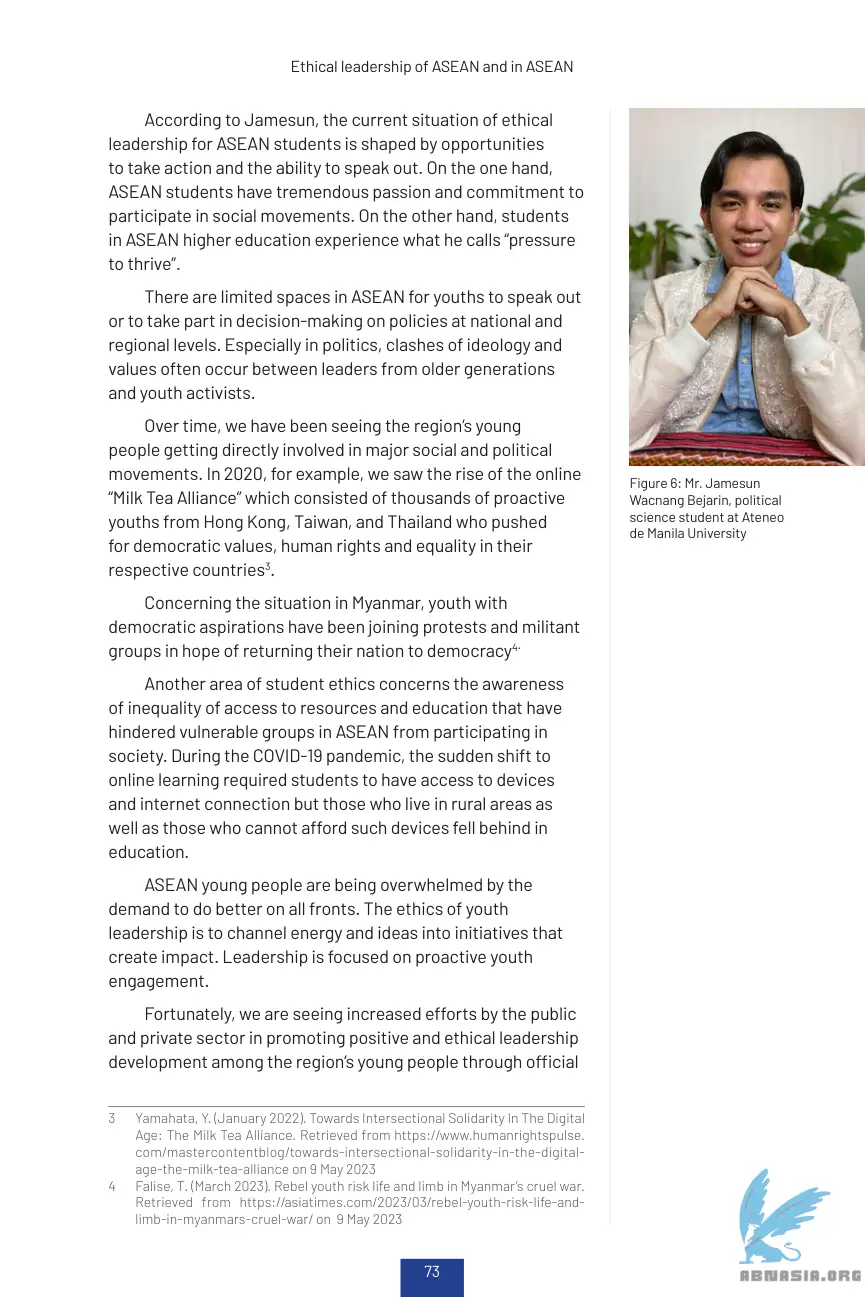 Ethical leadership of ASEAN and in ASEAN
According to Jamesun, the current situation of ethical
leadership for ASEAN students is shaped by opportunities
to take action and the ability to speak out. On the one hand,
ASEAN students have tremendous passion and commitment to
participate in social movements. On the other hand, students
in ASEAN higher education experience what he calls “pressure
to thrive”.
There are limited spaces in ASEAN for youths to speak out
or to take part in decision-making on policies at national and
regional levels. Especially in politics, clashes of ideology and
values often occur between leaders from older generations
and youth activists.
Over time, we have been seeing the region’s young
people getting directly involved in major social and political
movements. In 2020, for example, we saw the rise of the online
“Milk Tea Alliance” which consisted of thousands of proactive
youths from Hong Kong, Taiwan, and Thailand who pushed
for democratic values, human rights and equality in their
respective countries³.
Concerning the situation in Myanmar, youth with
democratic aspirations have been joining protests and militant
groups in hope of returning their nation to democracy⁴.
Another area of student ethics concerns the awareness
of inequality of access to resources and education that have
hindered vulnerable groups in ASEAN from participating in
society. During the COVID-19 pandemic, the sudden shift to
online learning required students to have access to devices
and internet connection but those who live in rural areas as
well as those who cannot afford such devices fell behind in
education.
ASEAN young people are being overwhelmed by the
demand to do better on all fronts. The ethics of youth
leadership is to channel energy and ideas into initiatives that
create impact. Leadership is focused on proactive youth
engagement.
Fortunately, we are seeing increased efforts by the public
and private sector in promoting positive and ethical leadership
development among the region’s young people through official
Figure 6: Mr. Jamesun
Wacnang Bejarin, political
science student at Ateneo
de Manila University
3 Yamahata, Y. (January 2022). Towards Intersectional Solidarity In The Digital
Age: The Milk Tea Alliance. Retrieved from https://www.humanrightspulse.
com/mastercontentblog/towards-intersectional-solidarity-in-the-digital-
age-the-milk-tea-alliance on 9 May 2023
4 Falise, T. (March 2023). Rebel youth risk life and limb in Myanmar’s cruel war.
Retrieved from https://asiatimes.com/2023/03/rebel-youth-risk-life-and-
limb-in-myanmars-cruel-war/ on 9 May 2023
73
ABNASIA.ORG